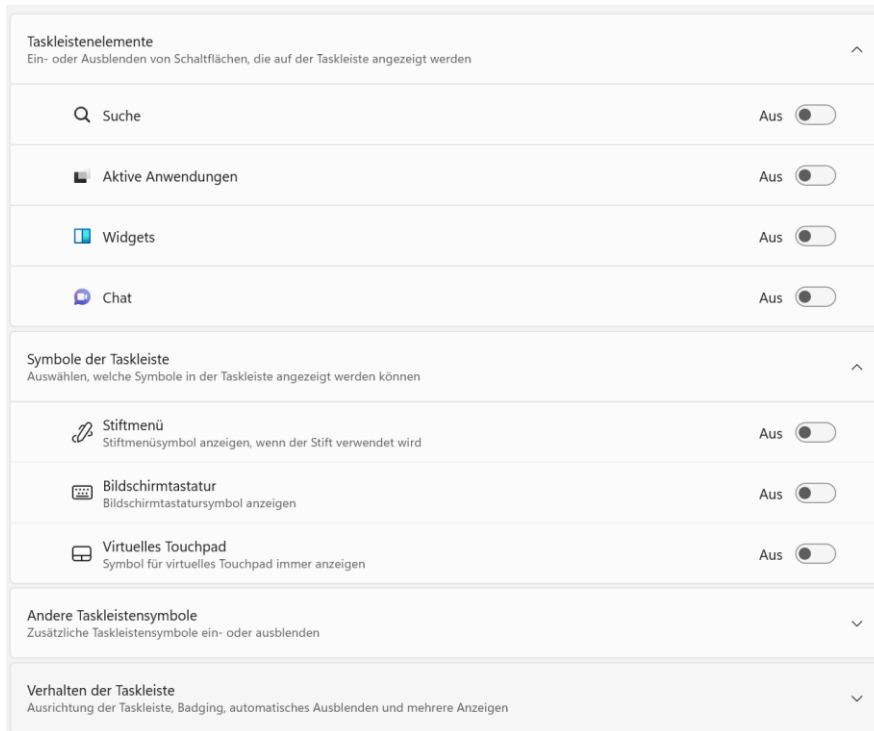 Taskleistenelemente
Ein- oder Ausblenden von Schaltflächen, die auf der Taskleiste angezeigt werden
Suche
Aus
Aktive Anwendungen
Aus
Widgets
Aus
Chat
Aus
Symbole der Taskleiste
Auswählen, welche Symbole in der Taskleiste angezeigt werden können
Stiftmenü
Stiftmenüsymbol anzeigen, wenn der Stift verwendet wird
Aus
Bildschirmtastatur
Bildschirmtastatursymbol anzeigen
Aus
Virtuelles Touchpad
Symbol für virtuelles Touchpad immer anzeigen
Aus
Andere Taskleistensymbole
Zusätzliche Taskleistensymbole ein- oder ausblenden
Verhalten der Taskleiste
Ausrichtung der Taskleiste, Badging, automatisches Ausblenden und mehrere Anzeigen